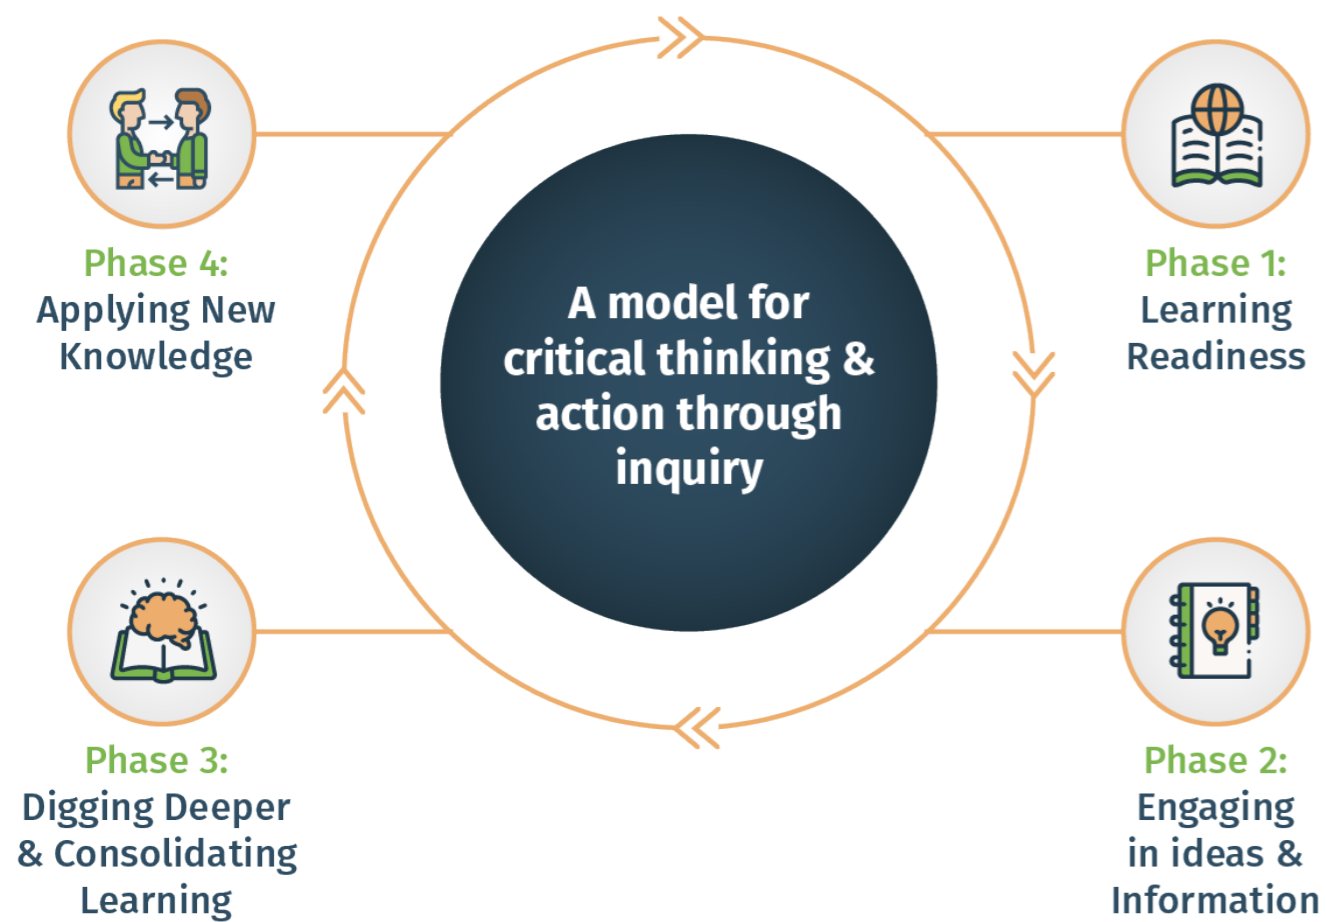 A model for
critical thinking &
action through
inquiry
Phase 1:
Learning
Readiness
Phase 2:
Engaging
in ideas &
Information
Phase 3:
Digging Deeper
& Consolidating
Learning
Phase 4:
Applying New
Knowledge